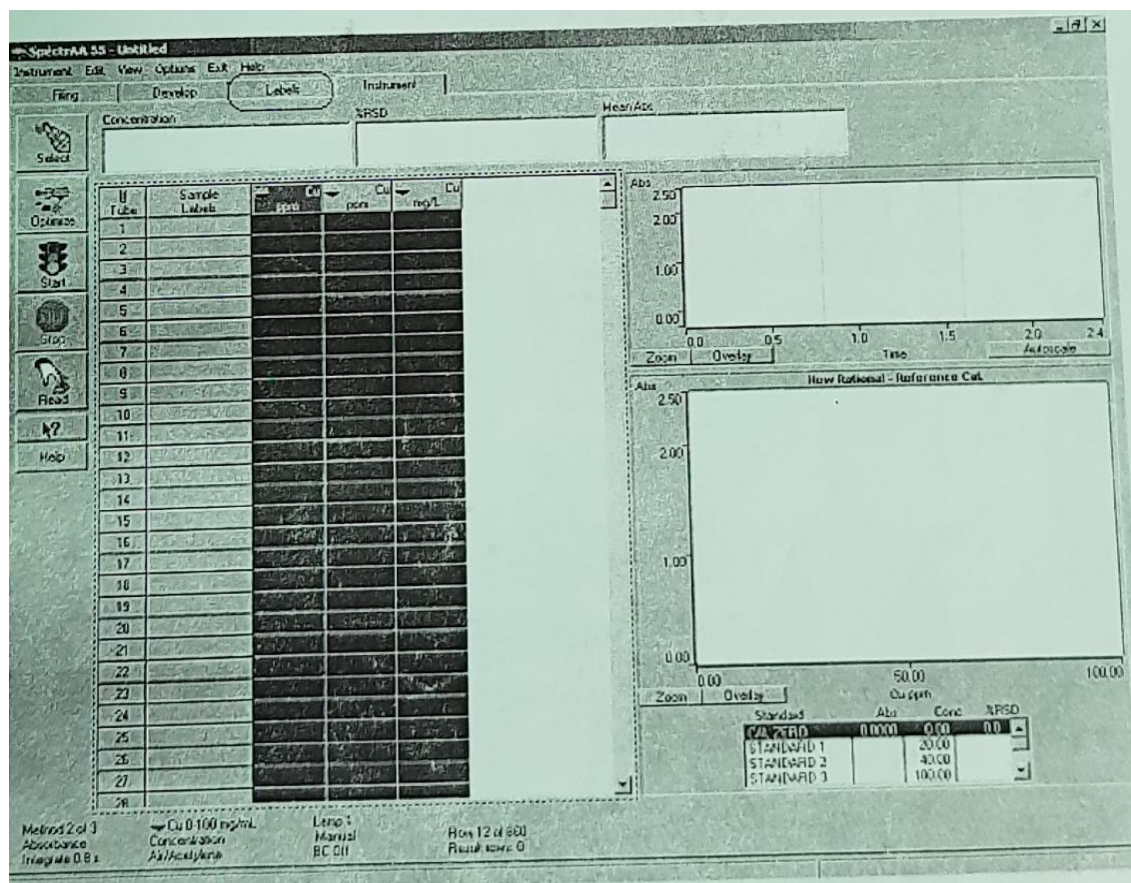 SpectrAA 55 - Untitled
Instrument Edit View Options Exit Help
Filing Develop Labels Instrument
Concentration %RSD Mean Abs
Select
Optimize
Start
Stop
Read
Help
Tube Sample Labels Cu ppm Cu ppm Cu mg/L
1
2
3
4
5
6
7
8
9
10
11
12
13
14
15
16
17
18
19
20
21
22
23
24
25
26
27
28
Abs
2.50
2.00
1.00
0.00
0.0 0.5 1.0 1.5 2.0 2.4
Zoom Overlay Time Autoscale
Abs New Rational - Reference Cal.
2.50
2.00
1.00
0.00
0.00 50.00 100.00
Zoom Overlay Cu ppm
Standard Abs Conc %RSD
CAL ZERO 0.0000 0.00 0.0
STANDARD 1 20.00
STANDARD 2 40.00
STANDARD 3 100.00
Method 2 of 3 Cu 0-100 mg/mL Lamp 1
Absorbance Concentration Manual Row 12 of 860
Integrate 0.8 s Air/Acetylene BC Off Result rows 0